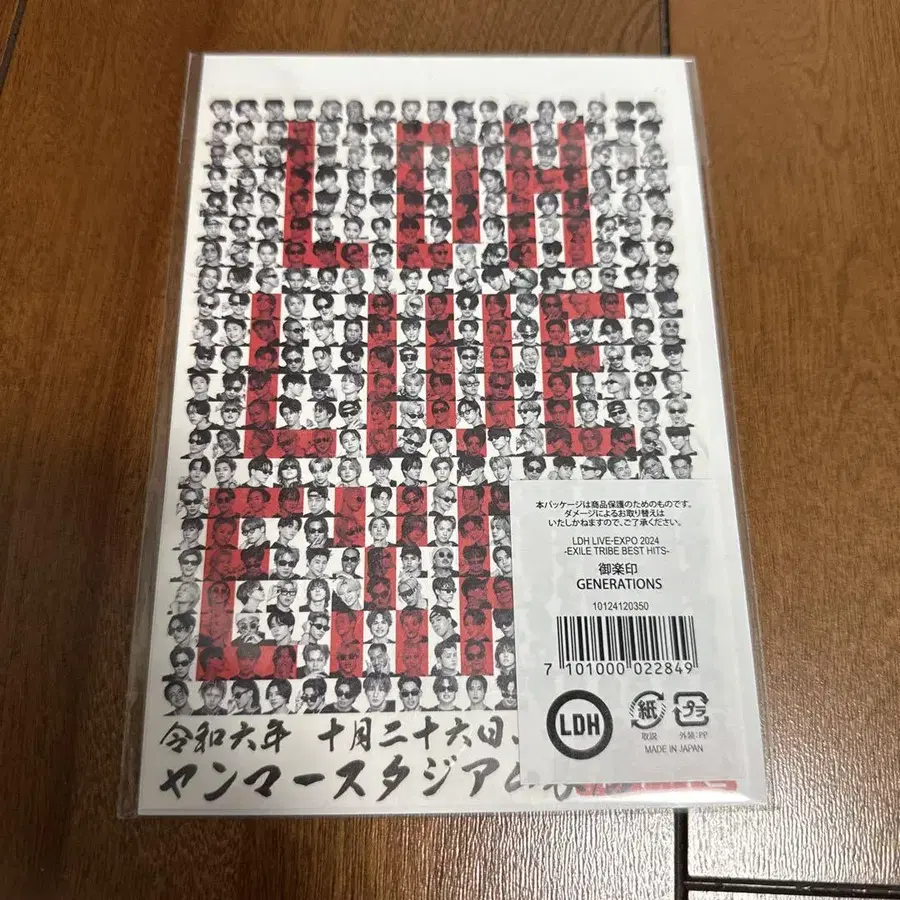 LDH
LIVE
令和六年 十月二十六日、
ヤンマースタジアム
本パッケージは商品保護のためのものです。
ダメージによるお取り替えは
いたしかねますので、ご了承ください。
LDH LIVE-EXPO 2024
-EXILE TRIBE BEST HITS-
御楽印
GENERATIONS
10124120350
7 101000 022849
LDH
紙
取説
プラ
外装:PP
MADE IN JAPAN